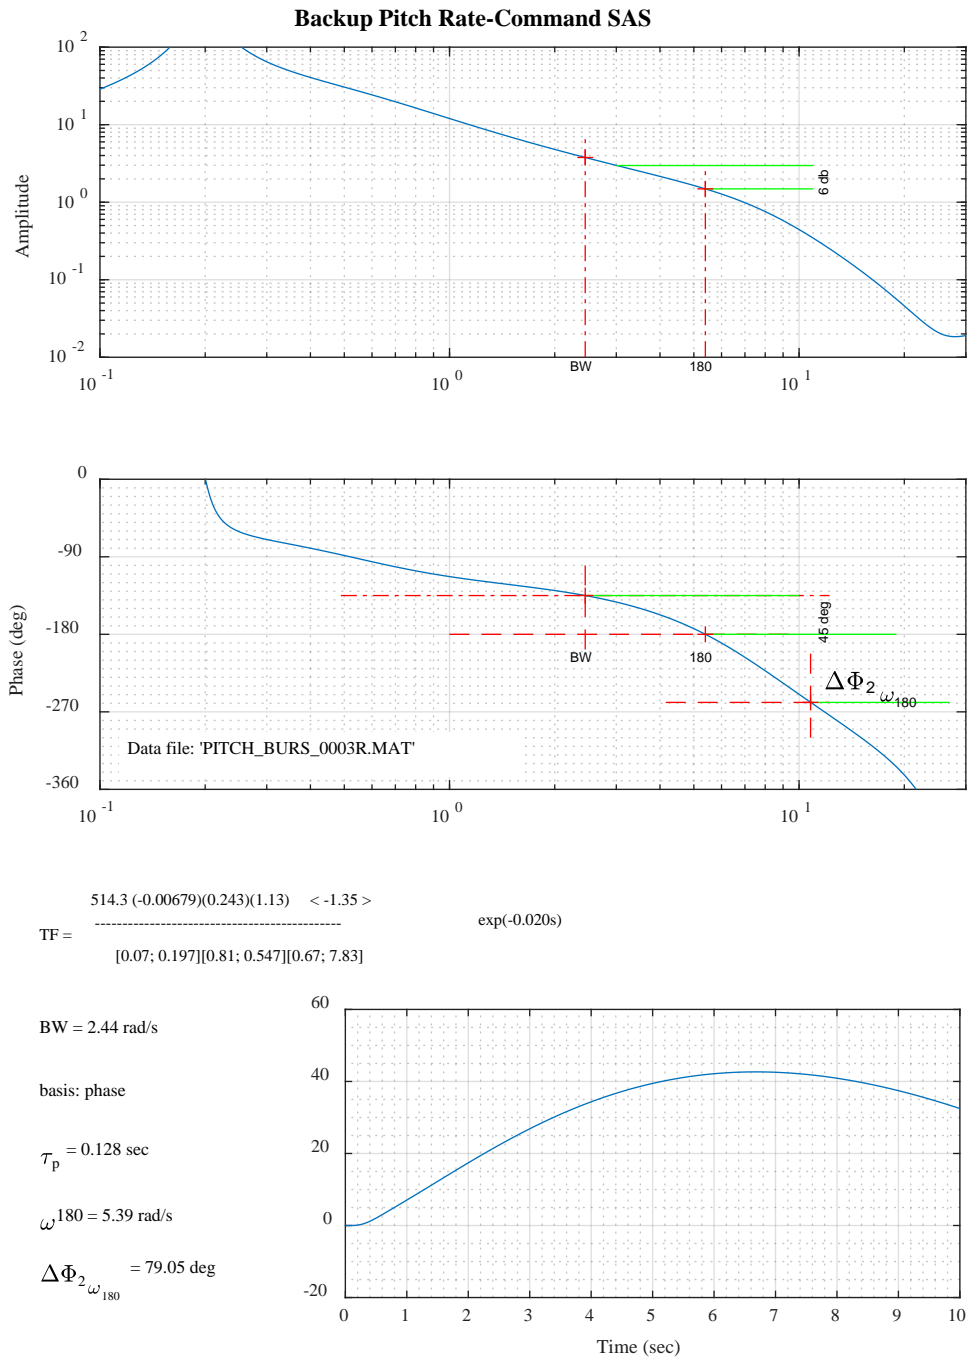 Backup Pitch Rate-Command SAS
10 2
10 1
10 0
10 -1
10 -2
Amplitude
6 db
BW
180
10 -1
10 0
10 1
0
-90
-180
-270
-360
Phase (deg)
45 deg
BW
180
ΔΦ2 ω180
Data file: 'PITCH_BURS_0003R.MAT'
10 -1
10 0
10 1
514.3 (-0.00679)(0.243)(1.13) < -1.35 >
TF = --------------------------------------------- exp(-0.020s)
[0.07; 0.197][0.81; 0.547][0.67; 7.83]
BW = 2.44 rad/s
basis: phase
τp = 0.128 sec
ω180 = 5.39 rad/s
ΔΦ2 ω180 = 79.05 deg
60
40
20
0
-20
0 1 2 3 4 5 6 7 8 9 10
Time (sec)